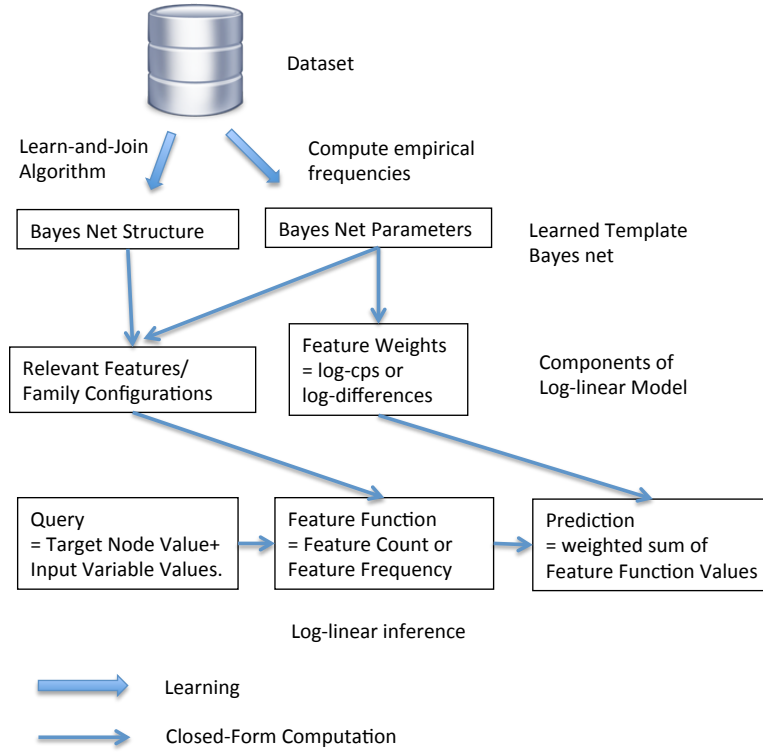 Dataset
Learn-and-Join
Algorithm
Compute empirical
frequencies
Bayes Net Structure
Bayes Net Parameters
Learned Template
Bayes net
Relevant Features/
Family Configurations
Feature Weights
= log-cps or
log-differences
Components of
Log-linear Model
Query
= Target Node Value+
Input Variable Values.
Feature Function
= Feature Count or
Feature Frequency
Prediction
= weighted sum of
Feature Function Values
Log-linear inference
Learning
Closed-Form Computation